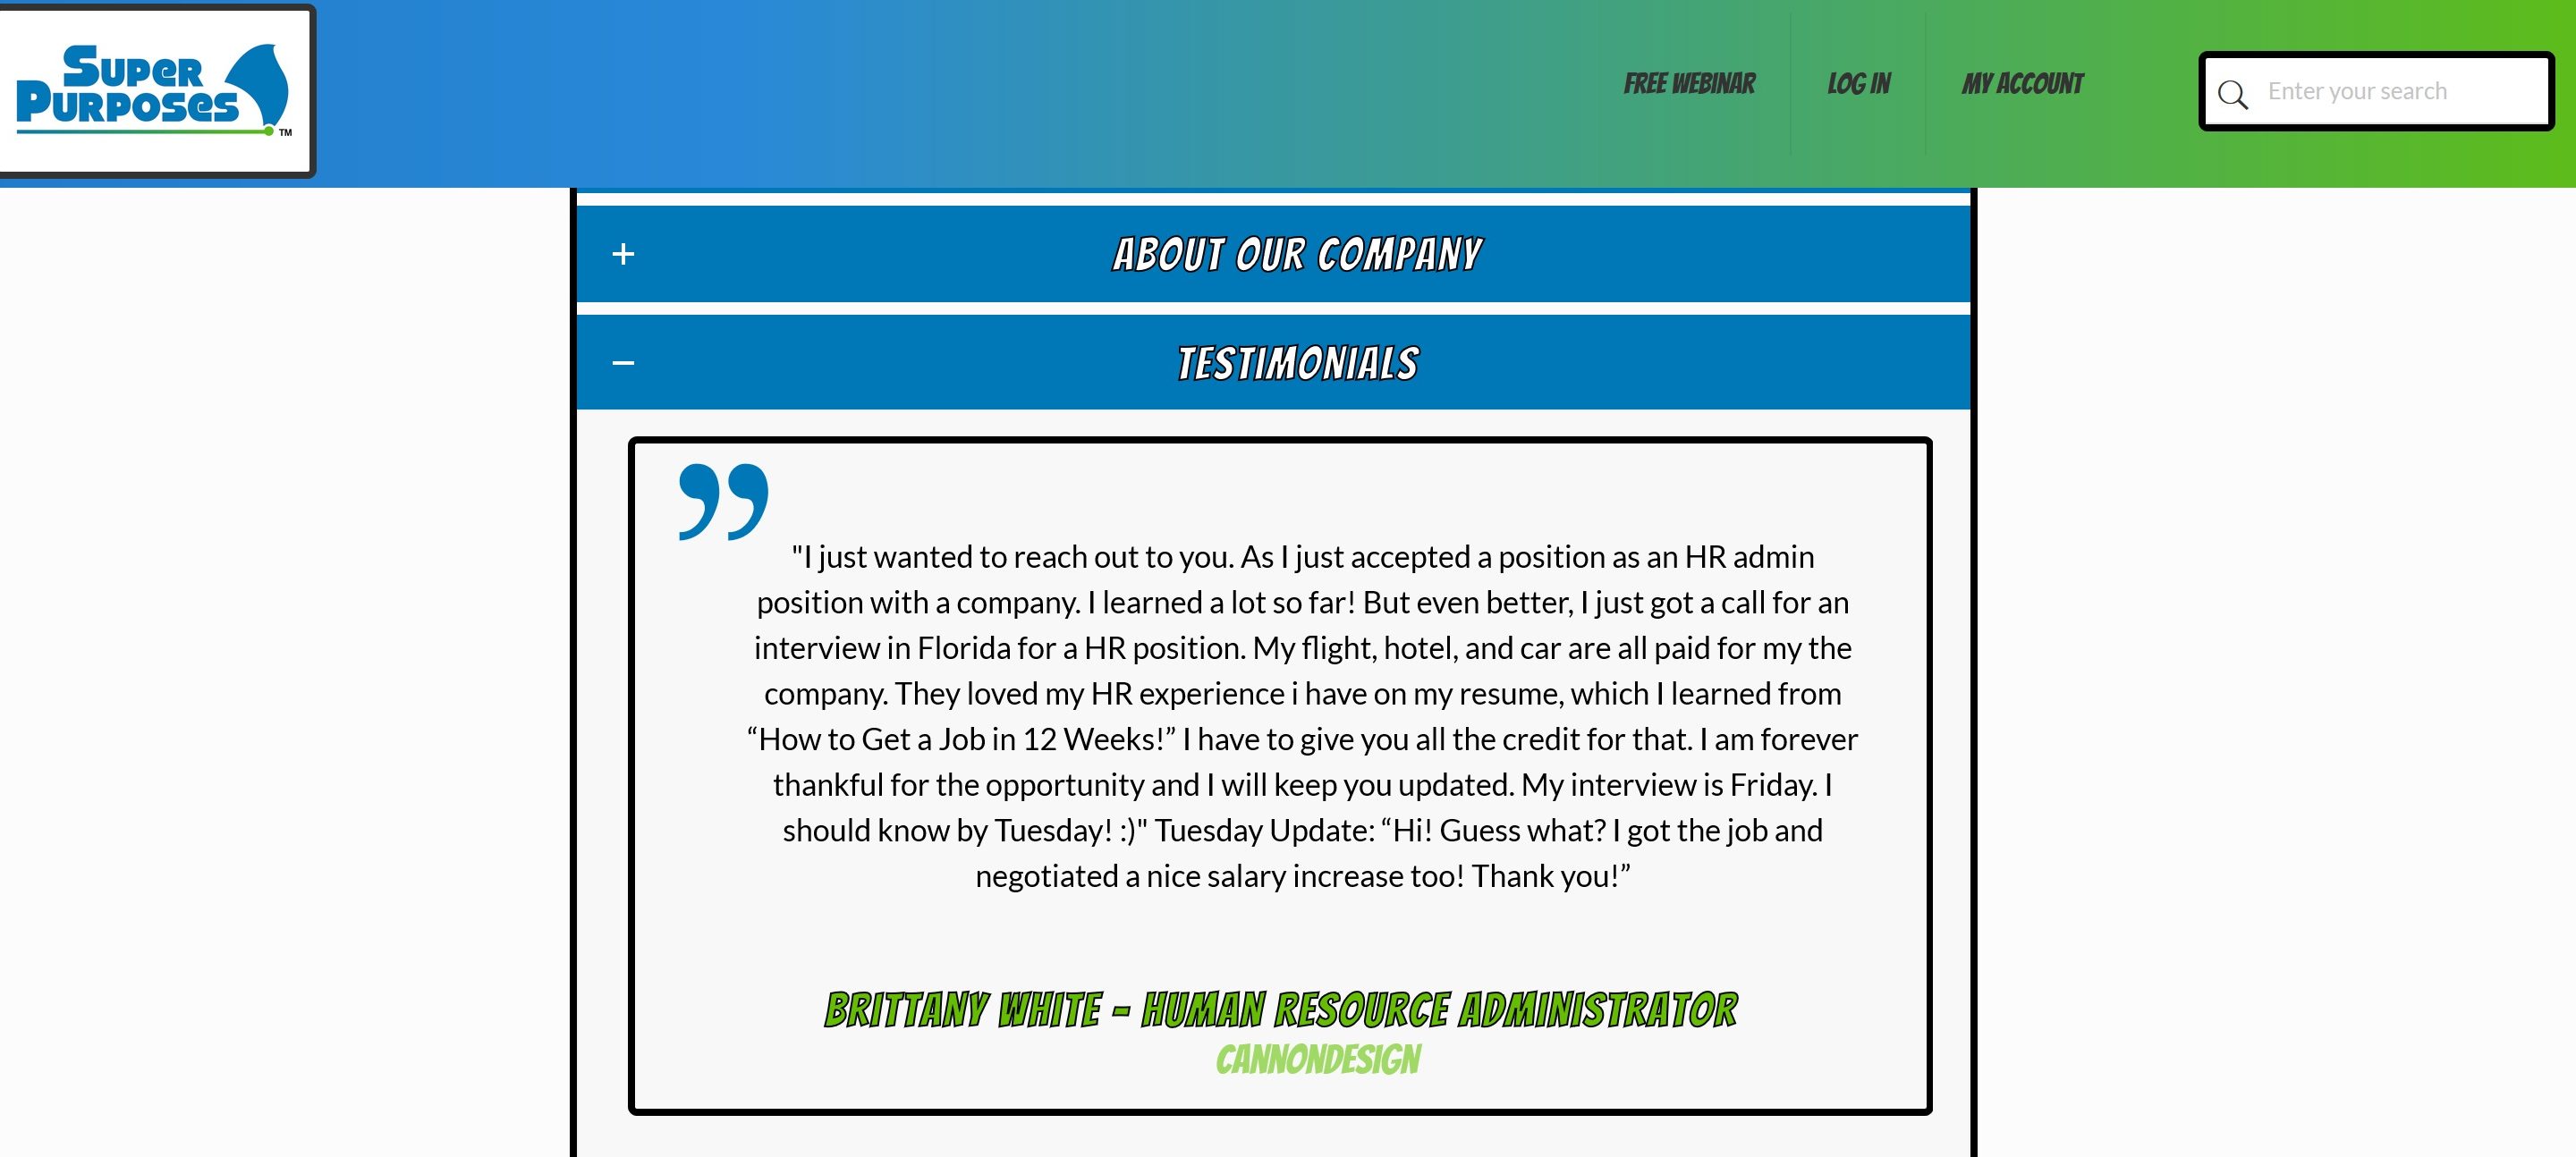 Super
Purposes
TM
FREE WEBINAR
LOG IN
MY ACCOUNT
Enter your search
+
ABOUT OUR COMPANY
−
TESTIMONIALS
”
"I just wanted to reach out to you. As I just accepted a position as an HR admin
position with a company. I learned a lot so far! But even better, I just got a call for an
interview in Florida for a HR position. My flight, hotel, and car are all paid for my the
company. They loved my HR experience i have on my resume, which I learned from
“How to Get a Job in 12 Weeks!” I have to give you all the credit for that. I am forever
thankful for the opportunity and I will keep you updated. My interview is Friday. I
should know by Tuesday! :)" Tuesday Update: “Hi! Guess what? I got the job and
negotiated a nice salary increase too! Thank you!”
BRITTANY WHITE - HUMAN RESOURCE ADMINISTRATOR
CANNONDESIGN